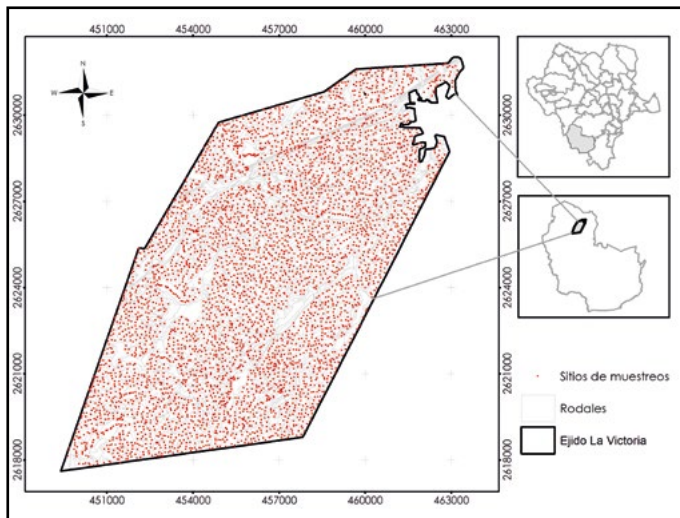 451000 454000 457000 460000 463000
N
W E
S
2630000 2630000
2627000 2627000
2624000 2624000
2621000 2621000
2618000 2618000
Sitios de muestreos
Rodales
Ejido La Victoria
451000 454000 457000 460000 463000